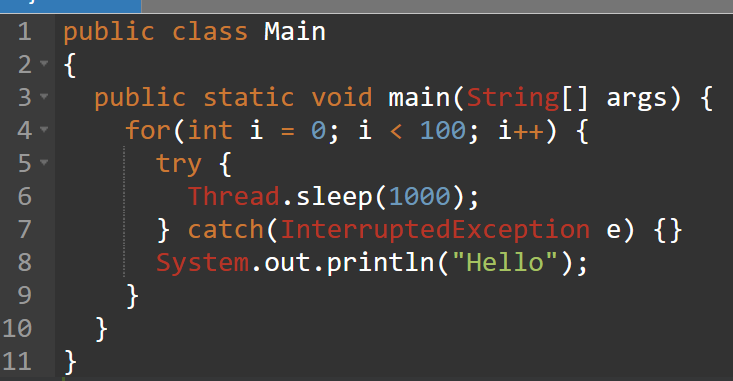 1 public class Main
2 {
3 public static void main(String[] args) {
4 for(int i = 0; i < 100; i++) {
5 try {
6 Thread.sleep(1000);
7 } catch(InterruptedException e) {}
8 System.out.println("Hello");
9 }
10 }
11 }